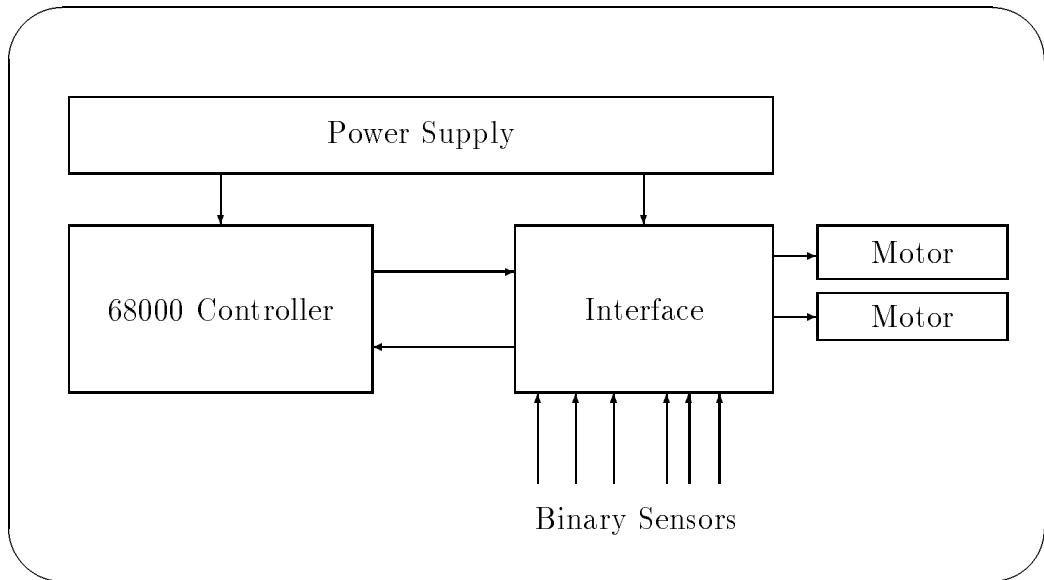 Power Supply
68000 Controller
Interface
Motor
Motor
Binary Sensors